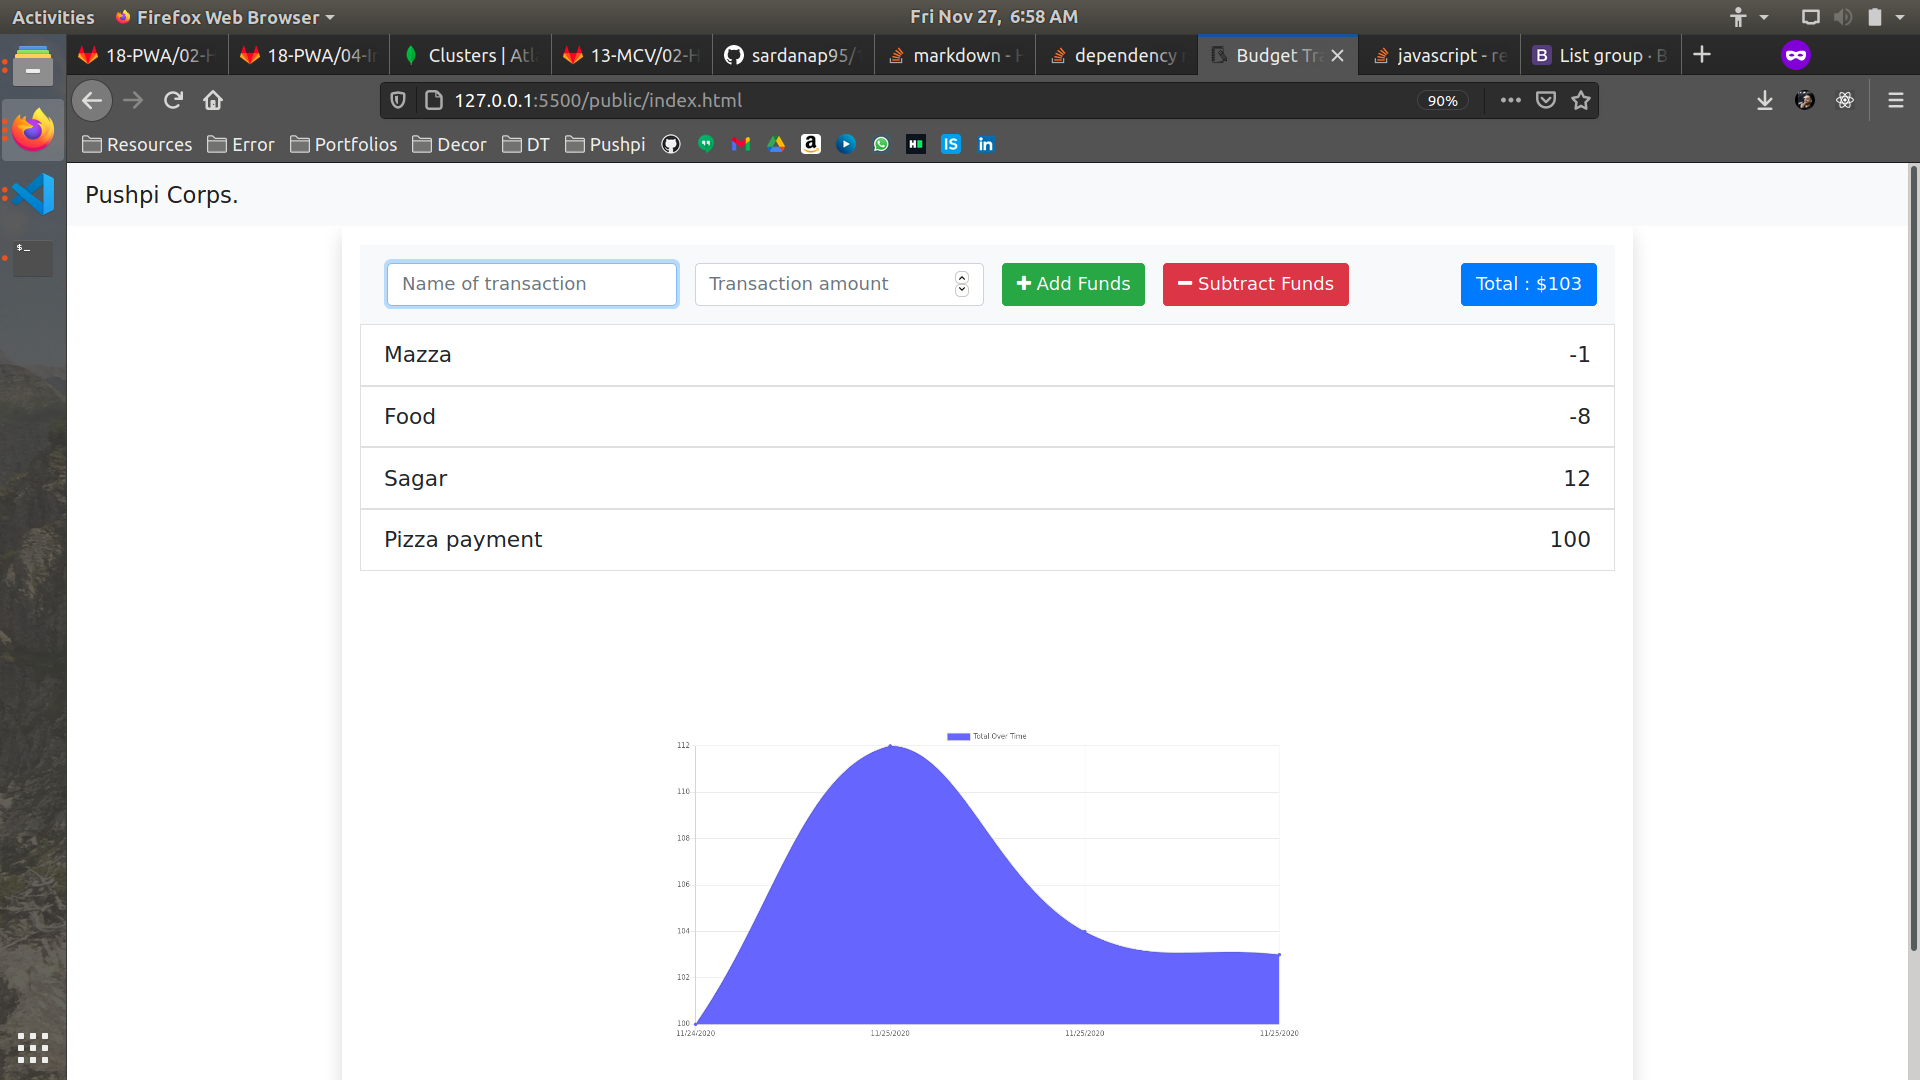 Activities
Firefox Web Browser
Fri Nov 27, 6:58 AM
18-PWA/02-H
18-PWA/04-I
Clusters | Atl
13-MCV/02-H
sardanap95/
markdown -
dependency
Budget Tra
javascript - re
List group · B
127.0.0.1:5500/public/index.html
90%
Resources
Error
Portfolios
Decor
DT
Pushpi
Pushpi Corps.
Name of transaction
Transaction amount
Add Funds
Subtract Funds
Total : $103
Mazza -1
Food -8
Sagar 12
Pizza payment 100
Total Over Time
112
110
108
106
104
102
100
11/24/2020 11/25/2020 11/25/2020 11/25/2020